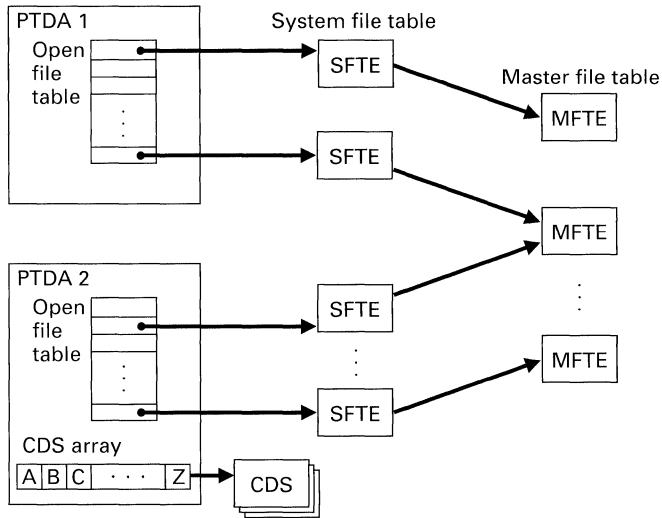 PTDA 1
System file table
Open
file
table
SFTE
Master file table
MFTE
SFTE
MFTE
PTDA 2
Open
file
table
SFTE
MFTE
SFTE
CDS array
A B C . . . Z
CDS